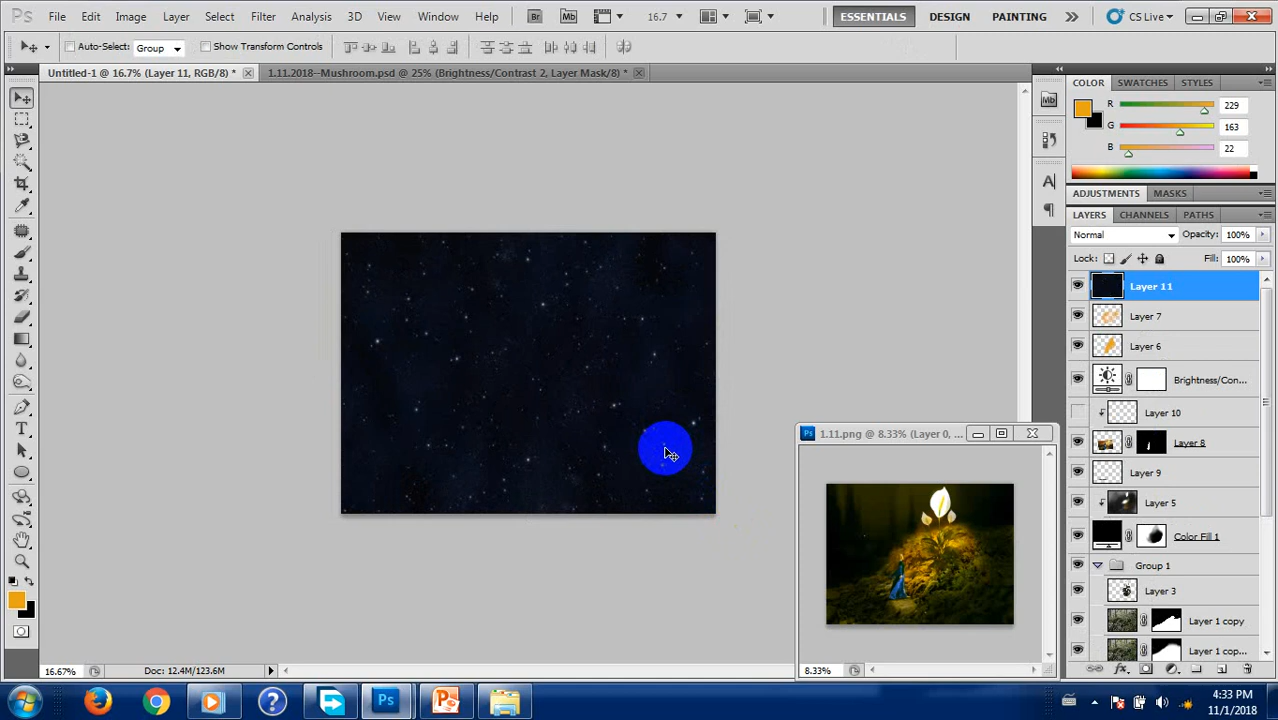 Ps File Edit Image Layer Select Filter Analysis 3D View Window Help Br Mb 16.7 ESSENTIALS DESIGN PAINTING CS Live
Auto-Select: Group Show Transform Controls
Untitled-1 @ 16.7% (Layer 11, RGB/8) * 1.11.2018--Mushroom.psd @ 25% (Brightness/Contrast 2, Layer Mask/8) *
COLOR SWATCHES STYLES
Mb
R 229
G 163
B 22
ADJUSTMENTS MASKS
LAYERS CHANNELS PATHS
Normal Opacity: 100%
Lock: Fill: 100%
Layer 11
Layer 7
Layer 6
Brightness/Con...
Layer 10
Layer 8
Layer 9
Layer 5
Color Fill 1
Group 1
Layer 3
Layer 1 copy
Layer 1 cop...
Ps 1.11.png @ 8.33% (Layer 0, ...
8.33%
16.67% Doc: 12.4M/123.6M
Ps
4:33 PM
11/1/2018